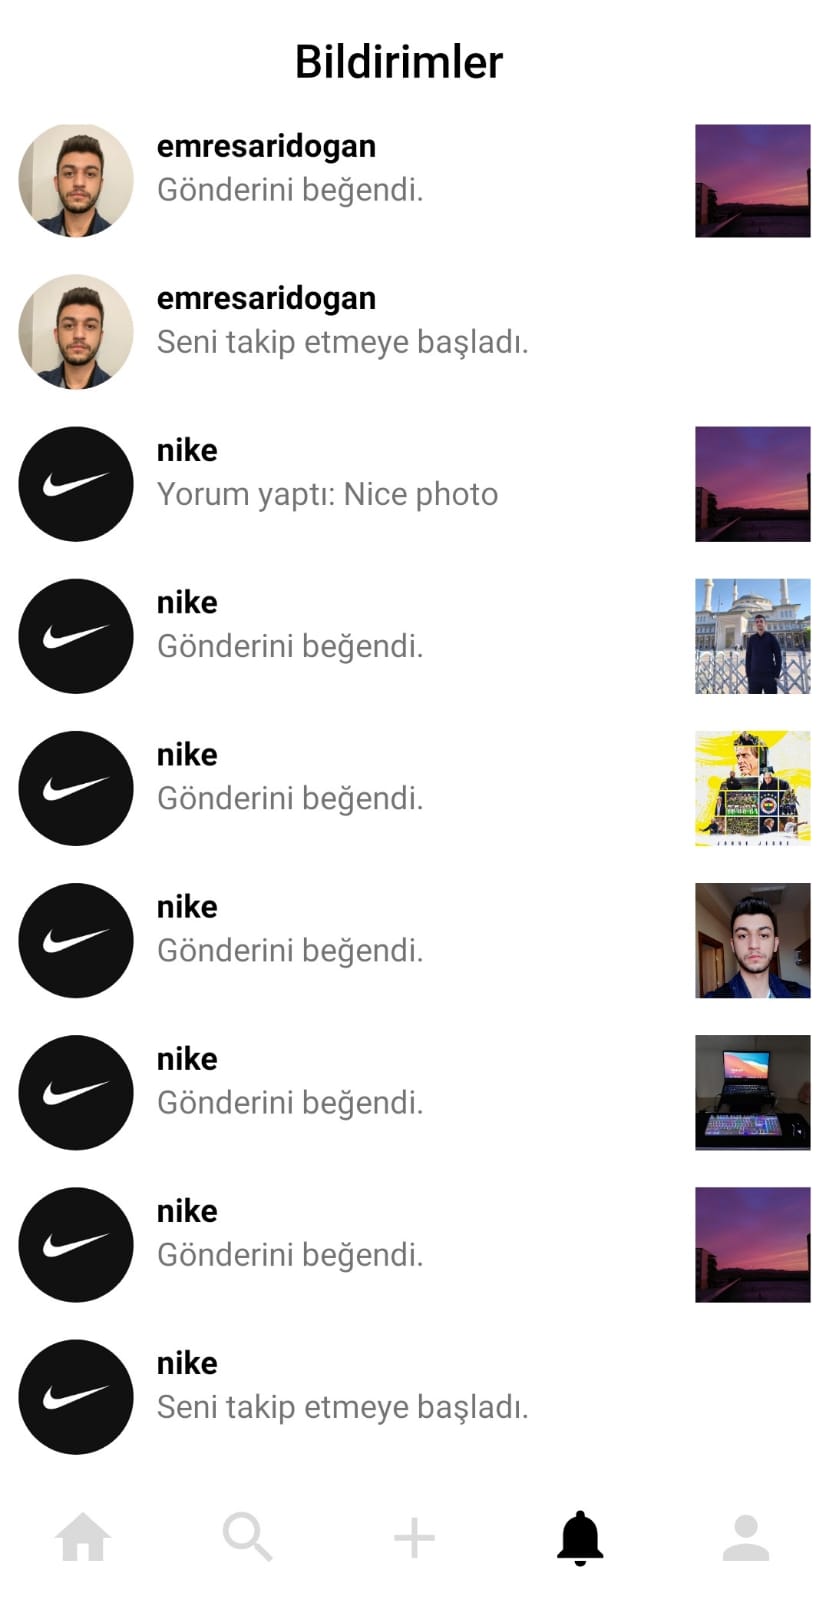 Bildirimler
emresaridogan
Gönderini beğendi.
emresaridogan
Seni takip etmeye başladı.
nike
Yorum yaptı: Nice photo
nike
Gönderini beğendi.
nike
Gönderini beğendi.
nike
Gönderini beğendi.
nike
Gönderini beğendi.
nike
Gönderini beğendi.
nike
Seni takip etmeye başladı.